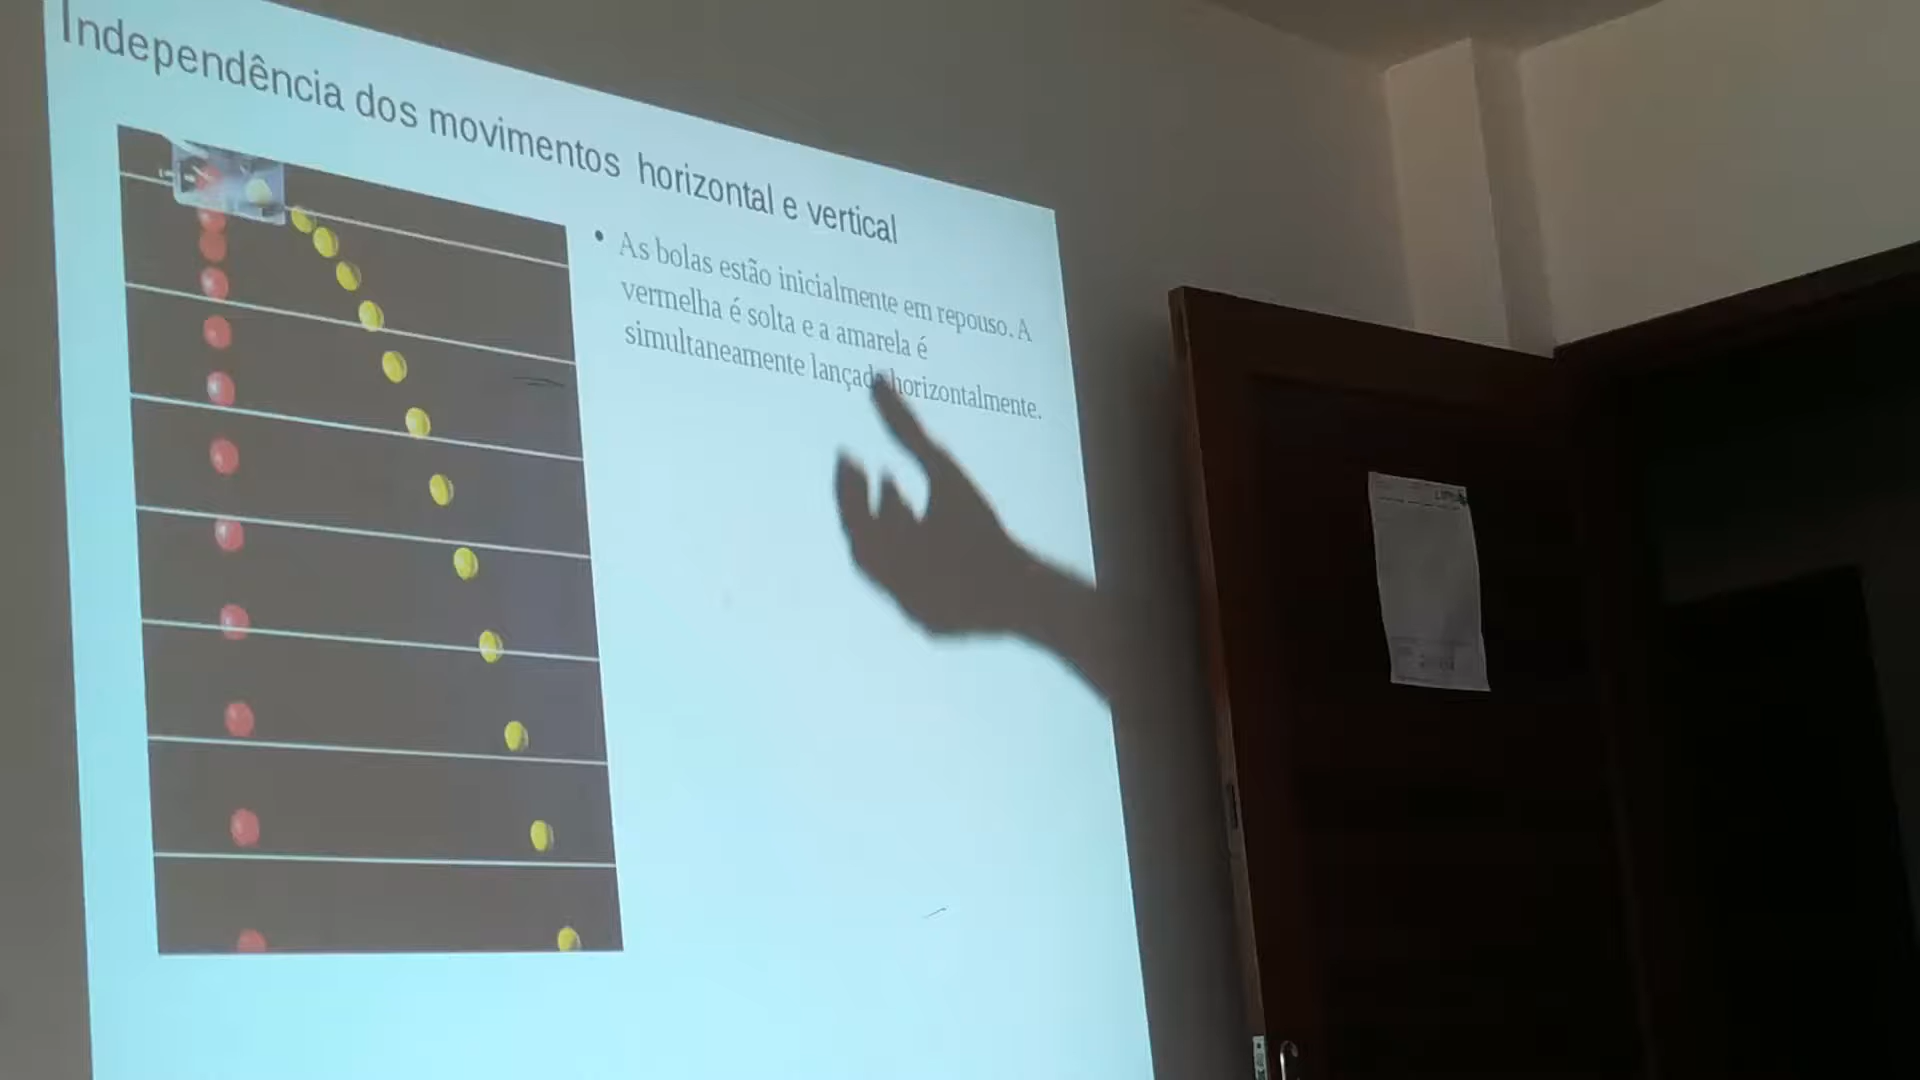 Independência dos movimentos horizontal e vertical
• As bolas estão inicialmente em repouso. A
vermelha é solta e a amarela é
simultaneamente lançada horizontalmente.